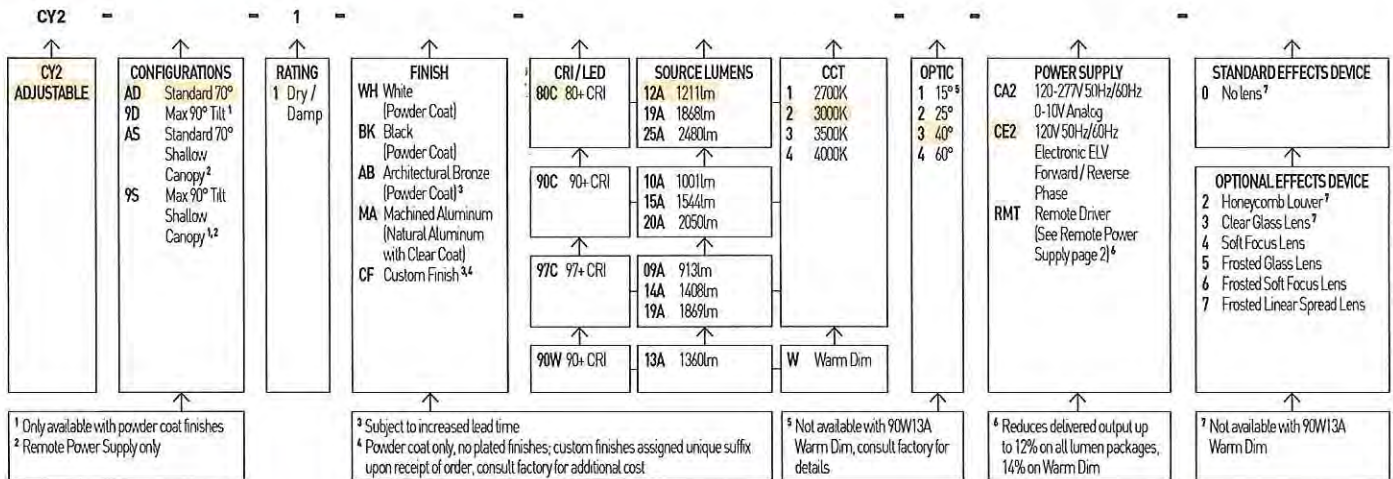 CY2 - - 1 - - - - -
CY2
ADJUSTABLE
CONFIGURATIONS
AD Standard 70°
9D Max 90° Tilt ¹
AS Standard 70°
Shallow
Canopy ²
9S Max 90° Tilt
Shallow
Canopy ¹,²
RATING
1 Dry /
Damp
FINISH
WH White
(Powder Coat)
BK Black
(Powder Coat)
AB Architectural Bronze
(Powder Coat) ³
MA Machined Aluminum
(Natural Aluminum
with Clear Coat)
CF Custom Finish ³,⁴
CRI / LED
80C 80+ CRI
90C 90+ CRI
97C 97+ CRI
90W 90+ CRI
SOURCE LUMENS
12A 1211lm
19A 1868lm
25A 2480lm
10A 1001lm
15A 1544lm
20A 2050lm
09A 913lm
14A 1408lm
19A 1869lm
13A 1360lm
CCT
1 2700K
2 3000K
3 3500K
4 4000K
W Warm Dim
OPTIC
1 15° ⁵
2 25°
3 40°
4 60°
POWER SUPPLY
CA2 120-277V 50Hz/60Hz
0-10V Analog
CE2 120V 50Hz/60Hz
Electronic ELV
Forward / Reverse
Phase
RMT Remote Driver
(See Remote Power
Supply page 2) ⁶
STANDARD EFFECTS DEVICE
0 No lens ⁷
OPTIONAL EFFECTS DEVICE
2 Honeycomb Louver ⁷
3 Clear Glass Lens ⁷
4 Soft Focus Lens
5 Frosted Glass Lens
6 Frosted Soft Focus Lens
7 Frosted Linear Spread Lens
¹ Only available with powder coat finishes
² Remote Power Supply only
³ Subject to increased lead time
⁴ Powder coat only, no plated finishes; custom finishes assigned unique suffix
upon receipt of order, consult factory for additional cost
⁵ Not available with 90W13A
Warm Dim, consult factory for
details
⁶ Reduces delivered output up
to 12% on all lumen packages,
14% on Warm Dim
⁷ Not available with 90W13A
Warm Dim